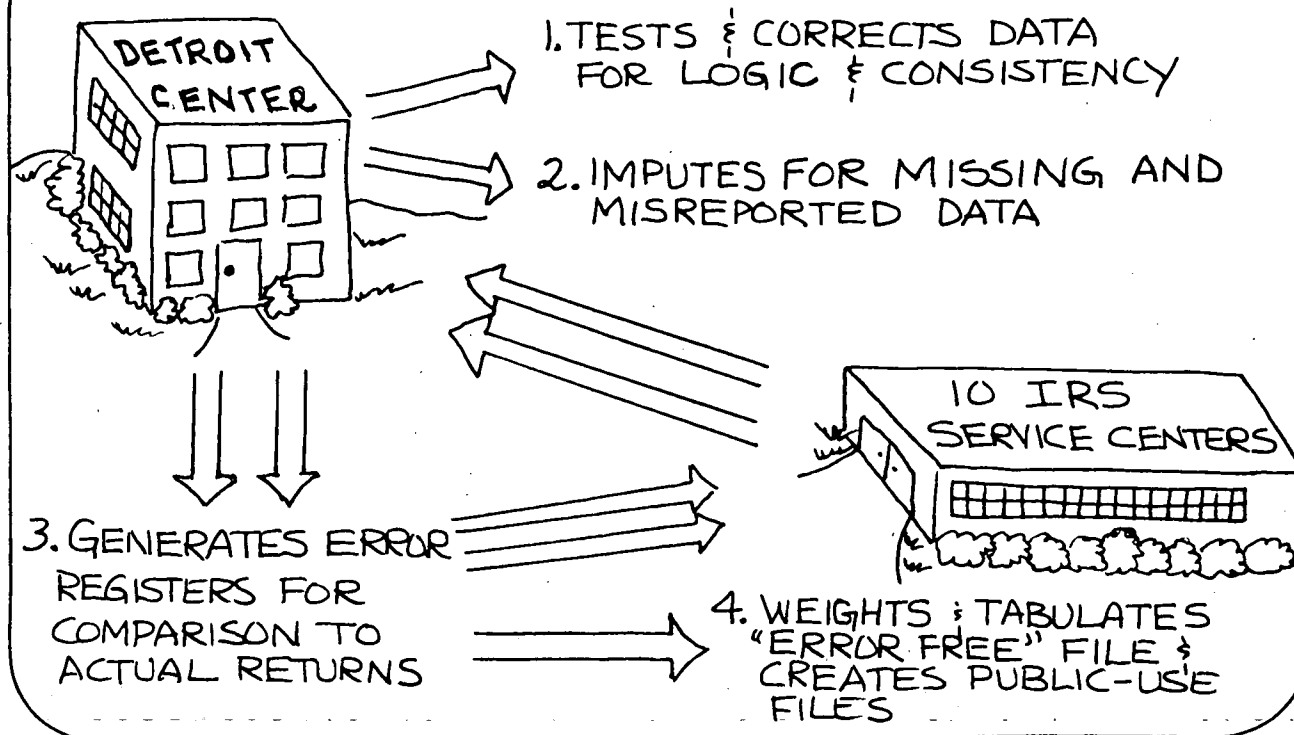 DETROIT
CENTER
1. TESTS & CORRECTS DATA
FOR LOGIC & CONSISTENCY
2. IMPUTES FOR MISSING AND
MISREPORTED DATA
10 IRS
SERVICE CENTERS
3. GENERATES ERROR
REGISTERS FOR
COMPARISON TO
ACTUAL RETURNS
4. WEIGHTS & TABULATES
"ERROR FREE" FILE &
CREATES PUBLIC-USE
FILES